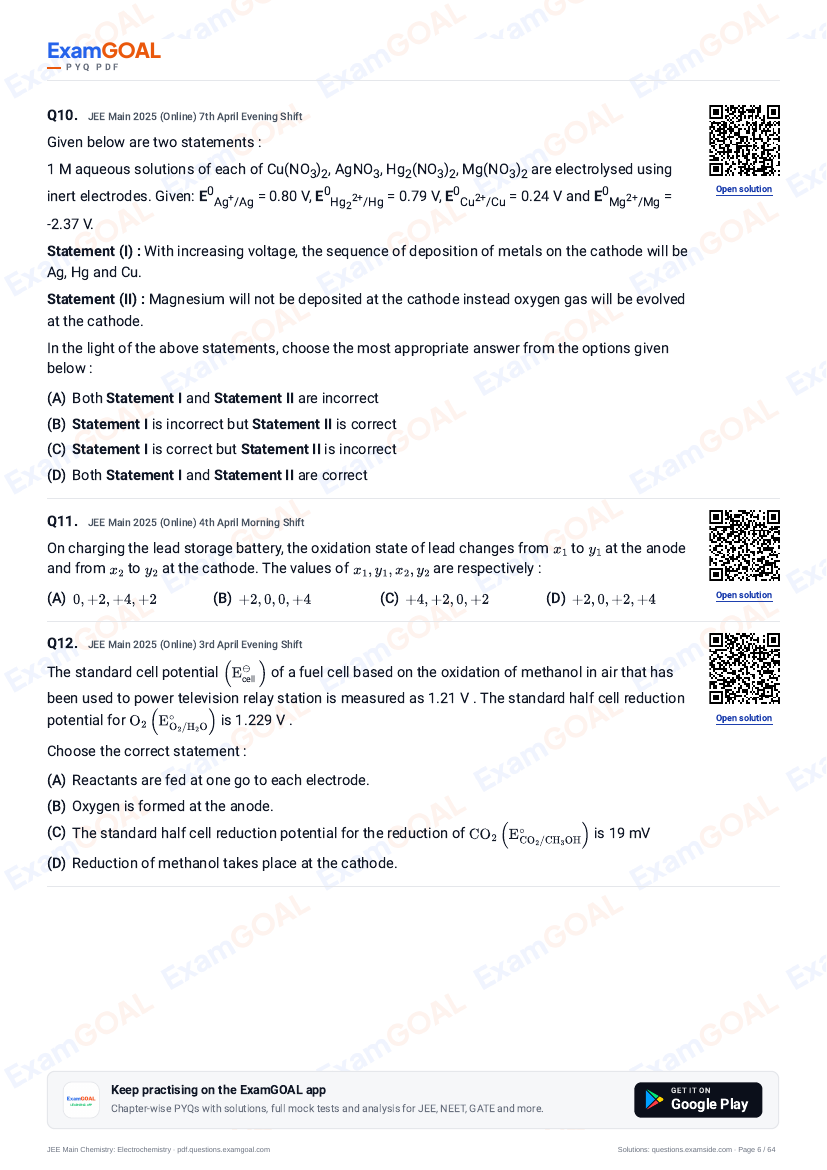 ExamGOAL
PYQ PDF
Q10. JEE Main 2025 (Online) 7th April Evening Shift
Given below are two statements :
1 M aqueous solutions of each of Cu(NO₃)₂, AgNO₃, Hg₂(NO₃)₂, Mg(NO₃)₂ are electrolysed using
inert electrodes. Given: E⁰_Ag⁺/Ag = 0.80 V, E⁰_Hg₂²⁺/Hg = 0.79 V, E⁰_Cu²⁺/Cu = 0.24 V and E⁰_Mg²⁺/Mg =
-2.37 V.
Statement (I) : With increasing voltage, the sequence of deposition of metals on the cathode will be
Ag, Hg and Cu.
Statement (II) : Magnesium will not be deposited at the cathode instead oxygen gas will be evolved
at the cathode.
In the light of the above statements, choose the most appropriate answer from the options given
below :
(A) Both Statement I and Statement II are incorrect
(B) Statement I is incorrect but Statement II is correct
(C) Statement I is correct but Statement II is incorrect
(D) Both Statement I and Statement II are correct
Open solution
Q11. JEE Main 2025 (Online) 4th April Morning Shift
On charging the lead storage battery, the oxidation state of lead changes from x₁ to y₁ at the anode
and from x₂ to y₂ at the cathode. The values of x₁, y₁, x₂, y₂ are respectively :
(A) 0, +2, +4, +2 (B) +2, 0, 0, +4 (C) +4, +2, 0, +2 (D) +2, 0, +2, +4
Open solution
Q12. JEE Main 2025 (Online) 3rd April Evening Shift
The standard cell potential (E⊖cell) of a fuel cell based on the oxidation of methanol in air that has
been used to power television relay station is measured as 1.21 V . The standard half cell reduction
potential for O₂ (E°_O₂/H₂O) is 1.229 V .
Choose the correct statement :
(A) Reactants are fed at one go to each electrode.
(B) Oxygen is formed at the anode.
(C) The standard half cell reduction potential for the reduction of CO₂ (E°_CO₂/CH₃OH) is 19 mV
(D) Reduction of methanol takes place at the cathode.
Open solution
Keep practising on the ExamGOAL app
Chapter-wise PYQs with solutions, full mock tests and analysis for JEE, NEET, GATE and more.
GET IT ON
Google Play
JEE Main Chemistry: Electrochemistry · pdf.questions.examgoal.com
Solutions: questions.examside.com · Page 6 / 64